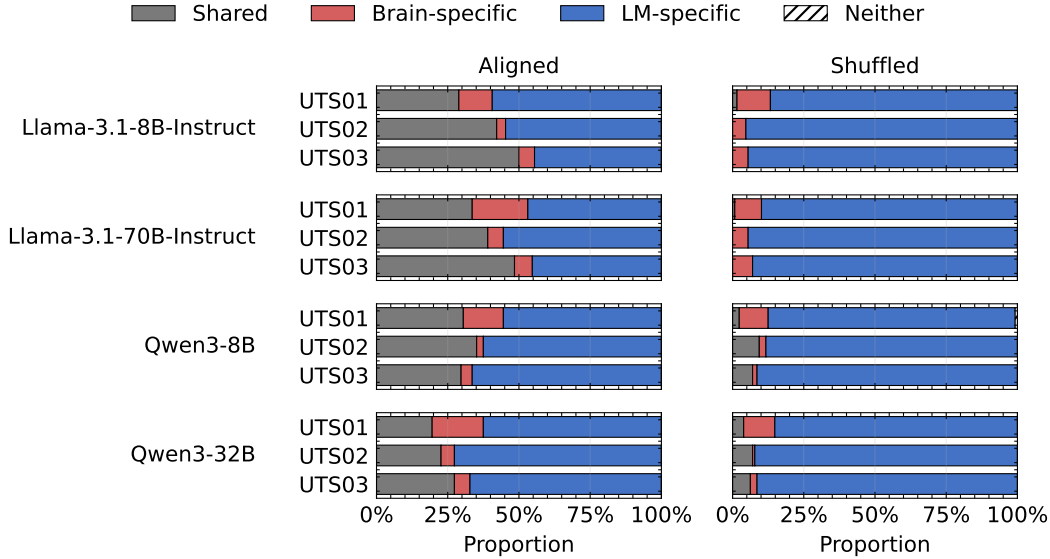 Shared Brain-specific LM-specific Neither
Aligned Shuffled
Llama-3.1-8B-Instruct
UTS01
UTS02
UTS03
Llama-3.1-70B-Instruct
UTS01
UTS02
UTS03
Qwen3-8B
UTS01
UTS02
UTS03
Qwen3-32B
UTS01
UTS02
UTS03
0% 25% 50% 75% 100% 0% 25% 50% 75% 100%
Proportion Proportion